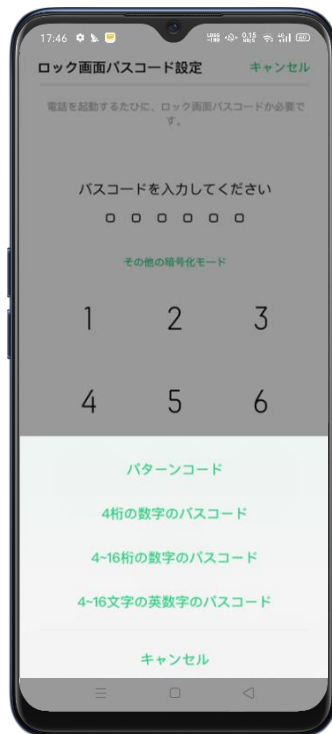 17:46
ロック画面パスコード設定 キャンセル
電話を起動するたびに、ロック画面パスコードが必要で
す。
パスコードを入力してください
その他の暗号化モード
1 2 3
4 5 6
パターンコード
4桁の数字のパスコード
4~16桁の数字のパスコード
4~16文字の英数字のパスコード
キャンセル